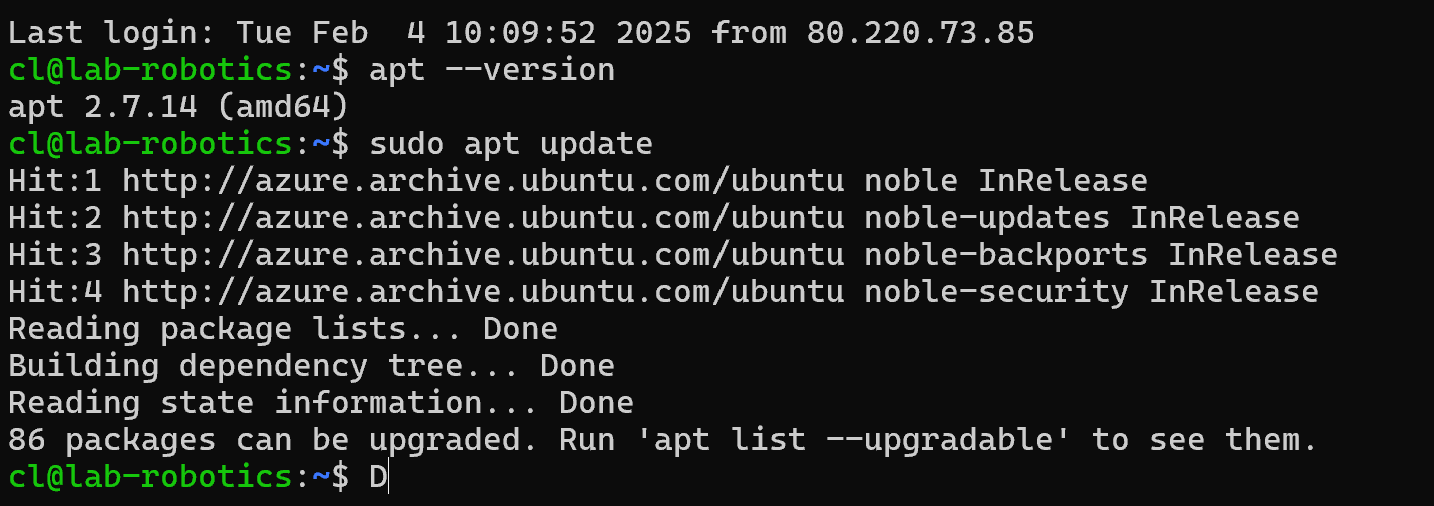 Last login: Tue Feb  4 10:09:52 2025 from 80.220.73.85
cl@lab-robotics:~$ apt --version
apt 2.7.14 (amd64)
cl@lab-robotics:~$ sudo apt update
Hit:1 http://azure.archive.ubuntu.com/ubuntu noble InRelease
Hit:2 http://azure.archive.ubuntu.com/ubuntu noble-updates InRelease
Hit:3 http://azure.archive.ubuntu.com/ubuntu noble-backports InRelease
Hit:4 http://azure.archive.ubuntu.com/ubuntu noble-security InRelease
Reading package lists... Done
Building dependency tree... Done
Reading state information... Done
86 packages can be upgraded. Run 'apt list --upgradable' to see them.
cl@lab-robotics:~$ D